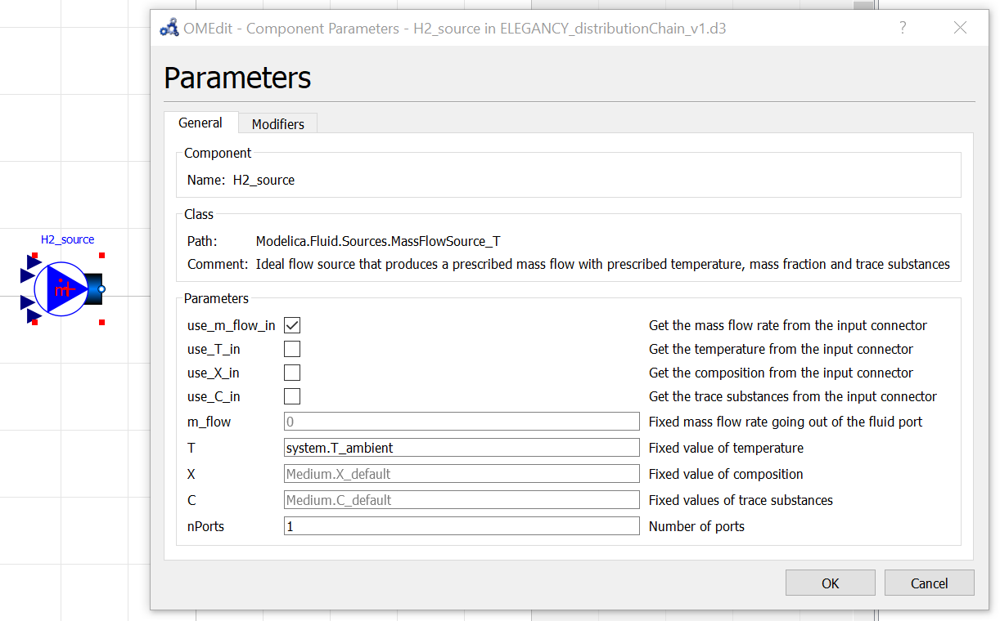 OMEdit - Component Parameters - H2_source in ELEGANCY_distributionChain_v1.d3
?
Parameters
General
Modifiers
Component
Name: H2_source
Class
Path: Modelica.Fluid.Sources.MassFlowSource_T
Comment: Ideal flow source that produces a prescribed mass flow with prescribed temperature, mass fraction and trace substances
H2_source
ṁ
Parameters
use_m_flow_in Get the mass flow rate from the input connector
use_T_in Get the temperature from the input connector
use_X_in Get the composition from the input connector
use_C_in Get the trace substances from the input connector
m_flow 0 Fixed mass flow rate going out of the fluid port
T system.T_ambient Fixed value of temperature
X Medium.X_default Fixed value of composition
C Medium.C_default Fixed values of trace substances
nPorts 1 Number of ports
OK
Cancel